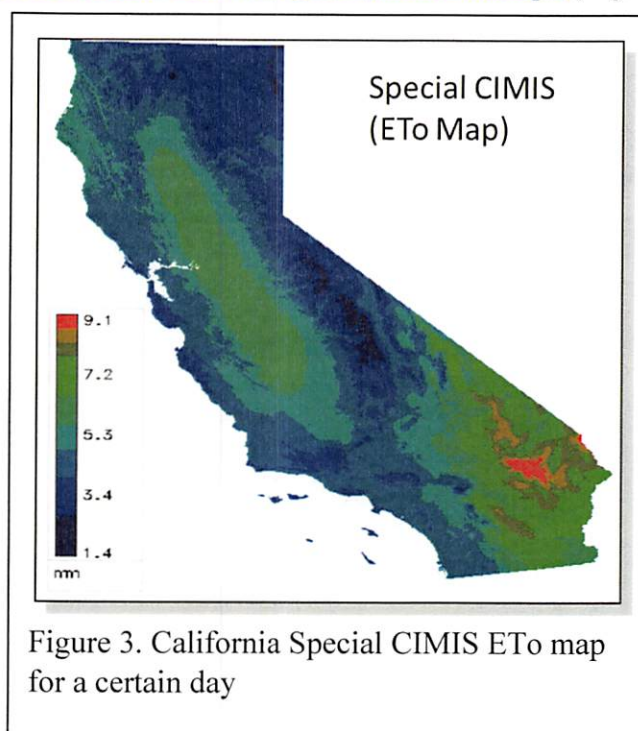 Special CIMIS
(ETo Map)
9.1
7.2
5.3
3.4
1.4
mm
Figure 3. California Special CIMIS ETo map
for a certain day